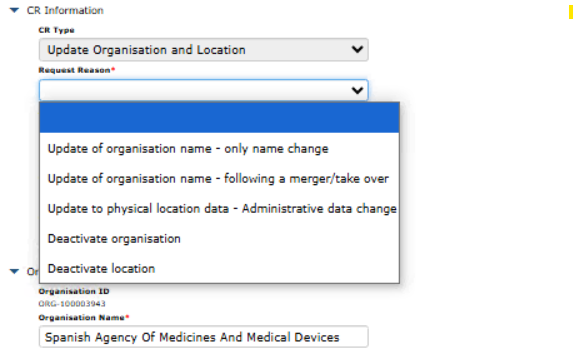 CR Information
CR Type
Update Organisation and Location
Request Reason*
Update of organisation name - only name change
Update of organisation name - following a merger/take over
Update to physical location data - Administrative data change
Deactivate organisation
Deactivate location
Or
Organisation ID
ORG-100003943
Organisation Name*
Spanish Agency Of Medicines And Medical Devices